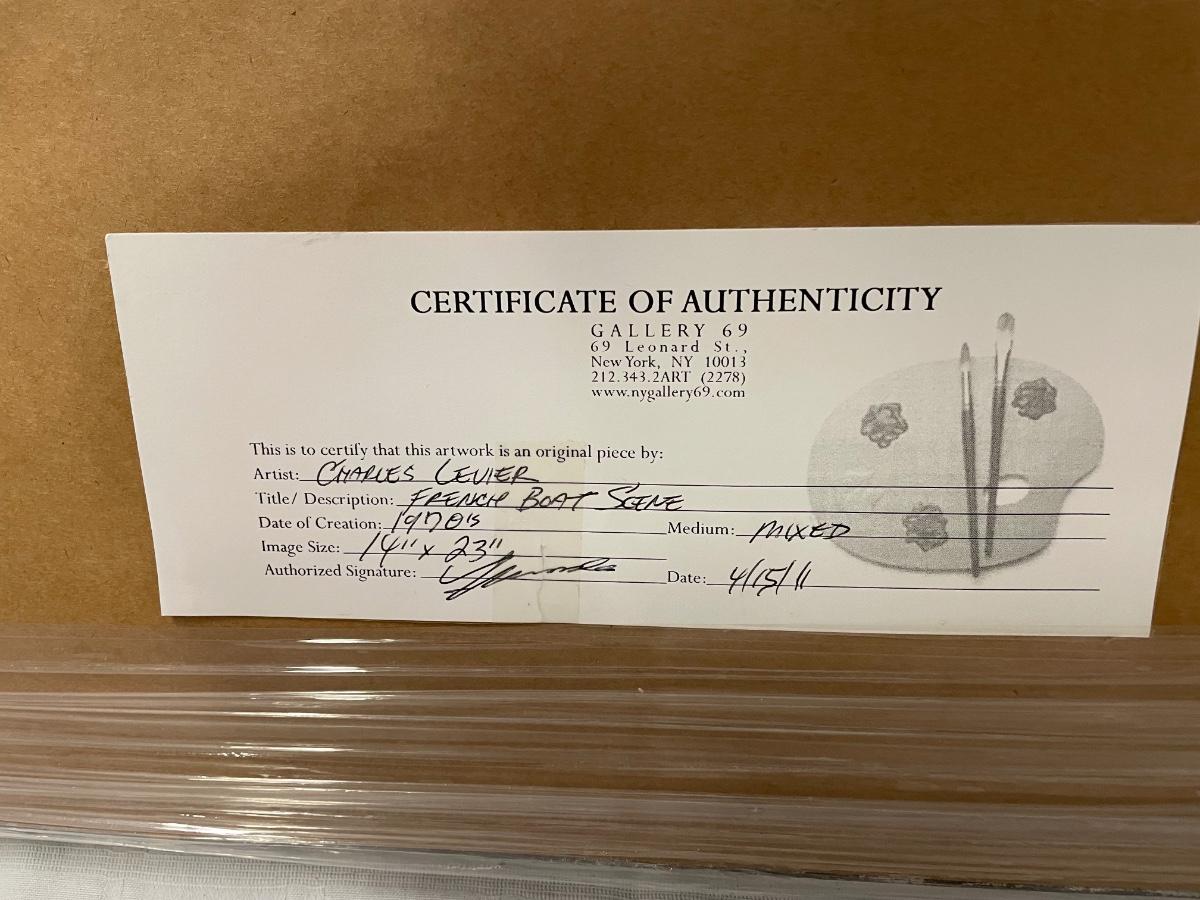 CERTIFICATE OF AUTHENTICITY
GALLERY 69
69 Leonard St.,
New York, NY 10013
212.343.2ART (2278)
www.nygallery69.com
This is to certify that this artwork is an original piece by:
Artist: CHARLES LEVIER
Title/ Description: FRENCH BOAT SCENE
Date of Creation: 1970's Medium: MIXED
Image Size: 14" x 23"
Authorized Signature: Date: 4/15/11